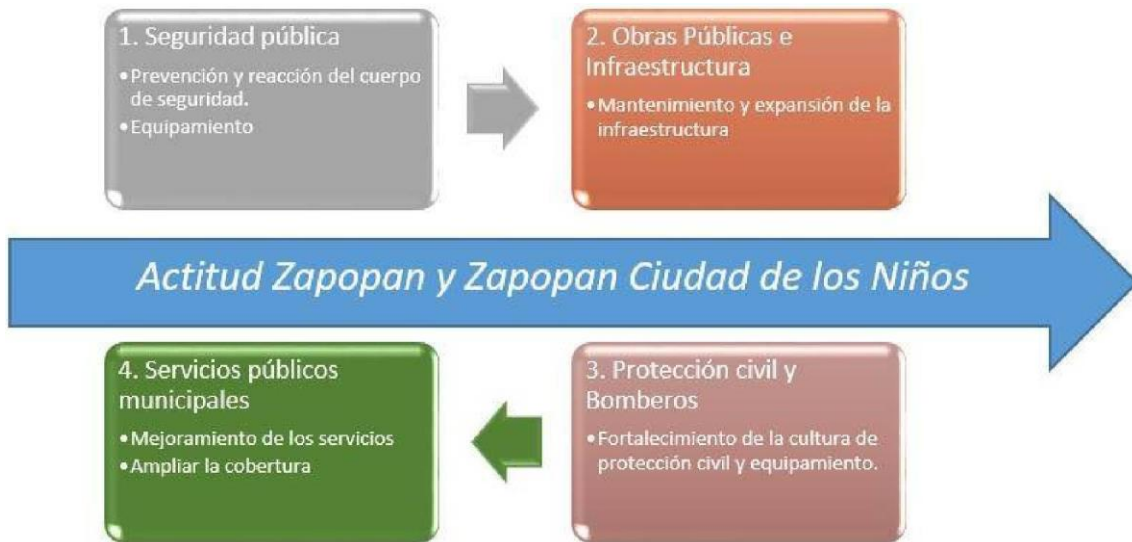 1. Seguridad pública
•Prevención y reacción del cuerpo
de seguridad.
•Equipamiento
2. Obras Públicas e
Infraestructura
•Mantenimiento y expansión de la
infraestructura
Actitud Zapopan y Zapopan Ciudad de los Niños
4. Servicios públicos
municipales
•Mejoramiento de los servicios
•Ampliar la cobertura
3. Protección civil y
Bomberos
•Fortalecimiento de la cultura de
protección civil y equipamiento.